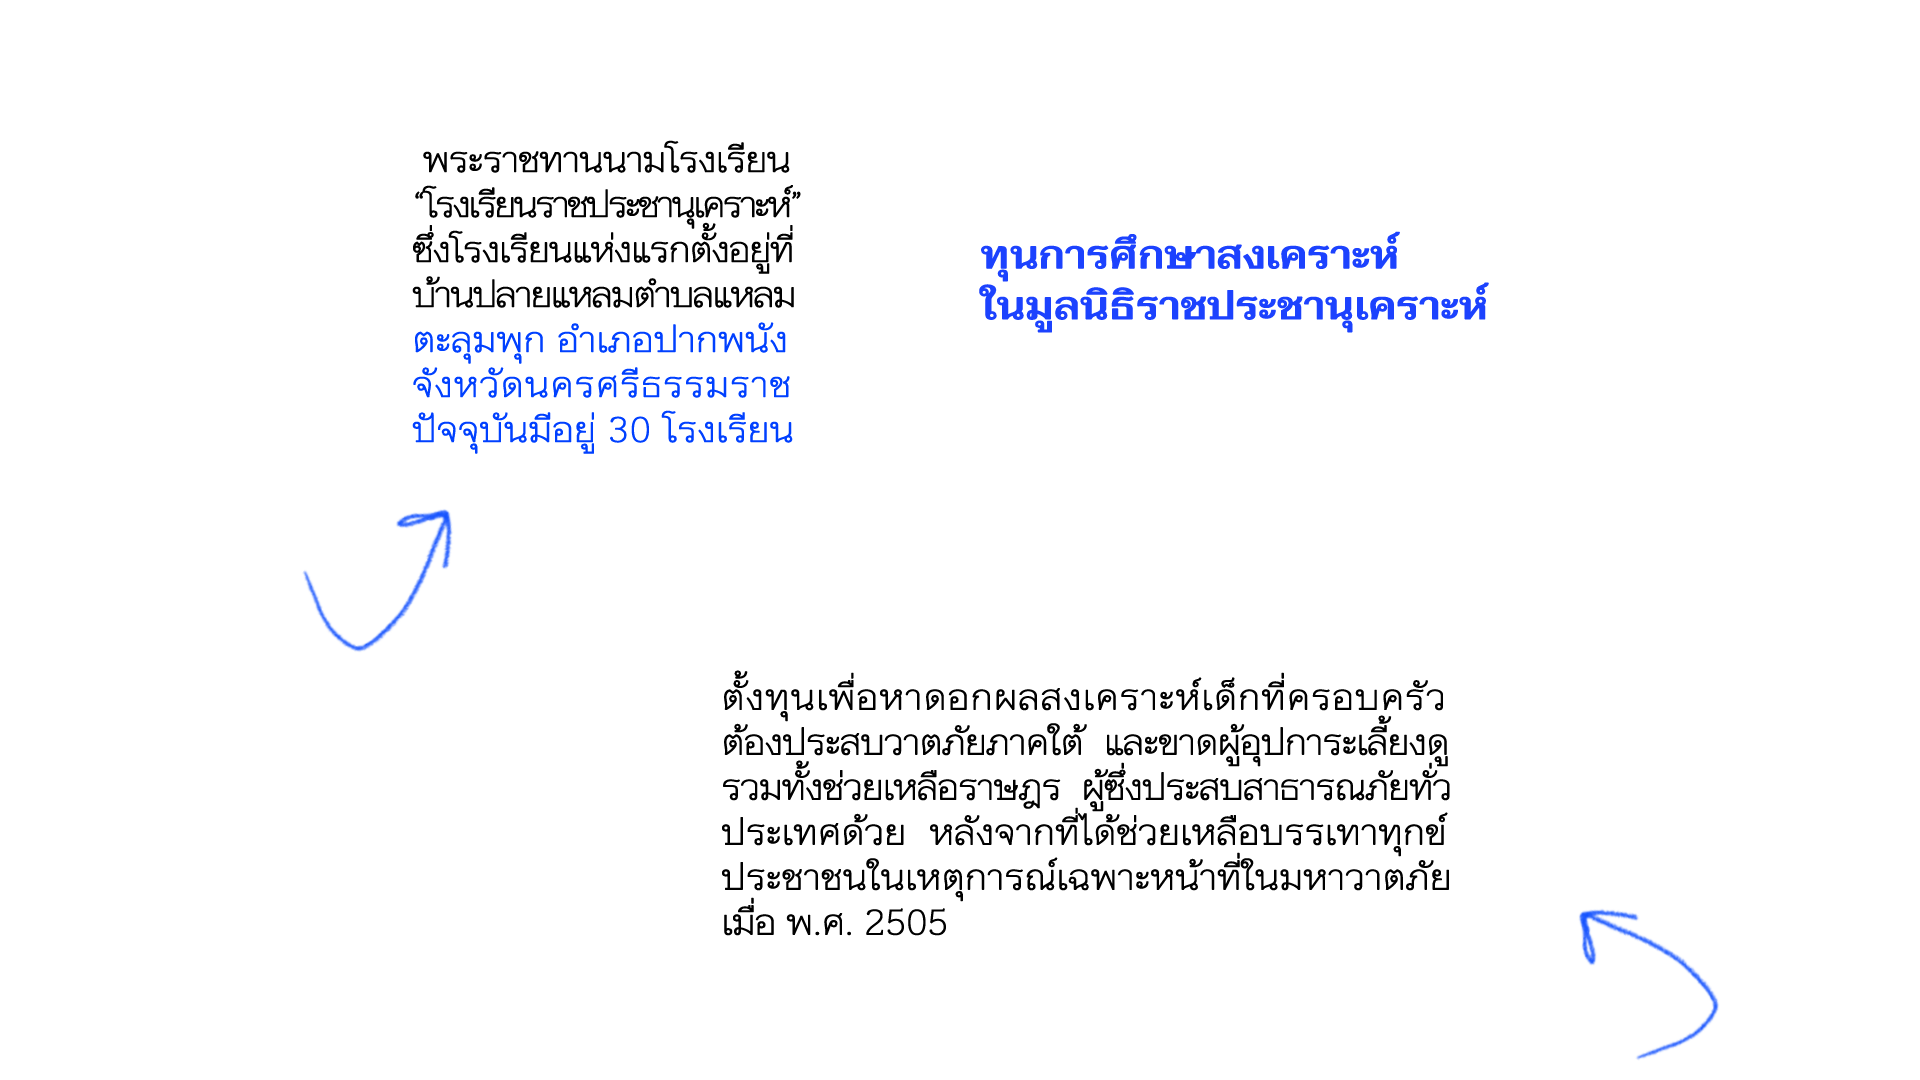 พระราชทานนามโรงเรียน
“โรงเรียนราชประชานุเคราะห์”
ซึ่งโรงเรียนแห่งแรกตั้งอยู่ที่
บ้านปลายแหลมตำบลแหลม
ตะลุมพุก อำเภอปากพนัง
จังหวัดนครศรีธรรมราช
ปัจจุบันมีอยู่ 30 โรงเรียน
ทุนการศึกษาสงเคราะห์
ในมูลนิธิราชประชานุเคราะห์
ตั้งทุนเพื่อหาดอกผลสงเคราะห์เด็กที่ครอบครัว
ต้องประสบวาตภัยภาคใต้ และขาดผู้อุปการะเลี้ยงดู
รวมทั้งช่วยเหลือราษฎร ผู้ซึ่งประสบสาธารณภัยทั่ว
ประเทศด้วย หลังจากที่ได้ช่วยเหลือบรรเทาทุกข์
ประชาชนในเหตุการณ์เฉพาะหน้าที่ในมหาวาตภัย
เมื่อ พ.ศ. 2505